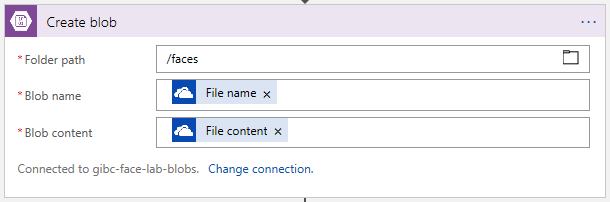 Create blob ...
* Folder path /faces
* Blob name File name ×
* Blob content File content ×
Connected to gibc-face-lab-blobs. Change connection.